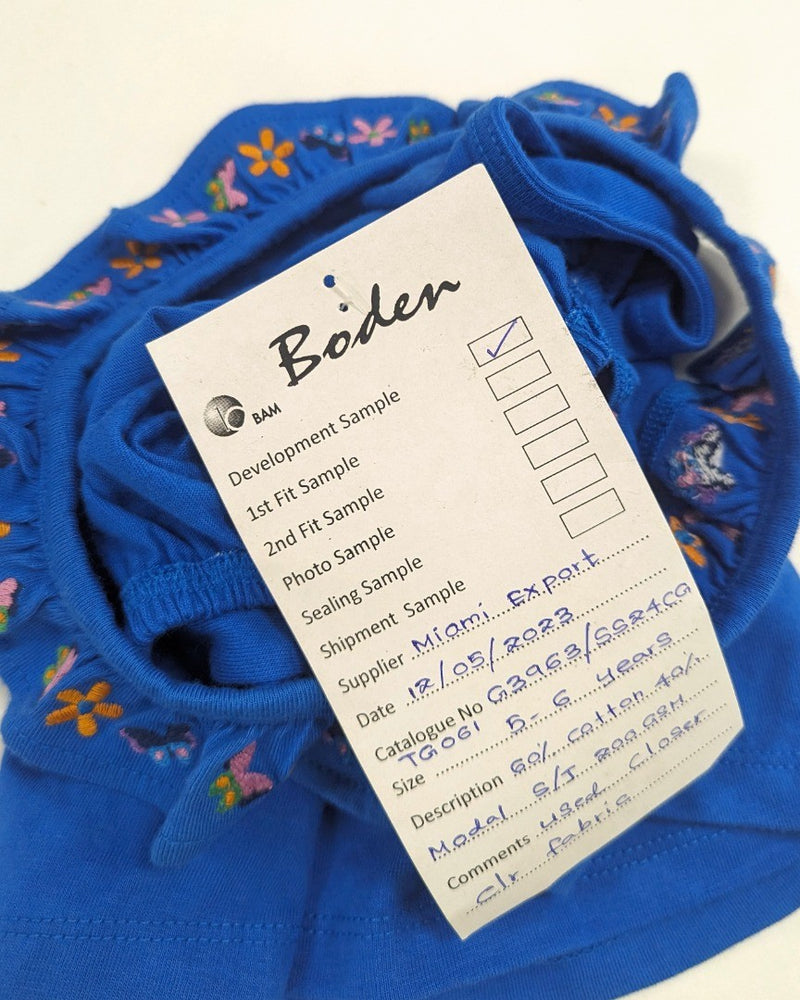 Boden
BAM
Development Sample
1st Fit Sample
2nd Fit Sample
Photo Sample
Sealing Sample
Shipment Sample
Supplier Miami Export
Date 12/05/2023
Catalogue No G3963/SS24CG
TG061
Size 5-6 years
Description 60% cotton 40%
Modal S/J 200 GSM
Comments used closer
clr fabric